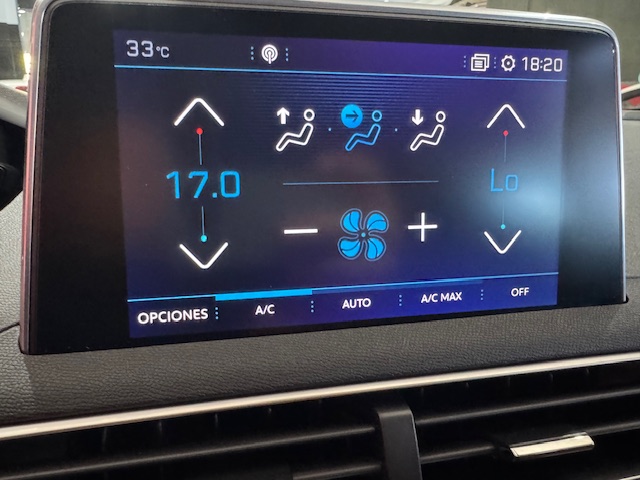 33°C 18:20
17.0 Lo
OPCIONES A/C AUTO A/C MAX OFF